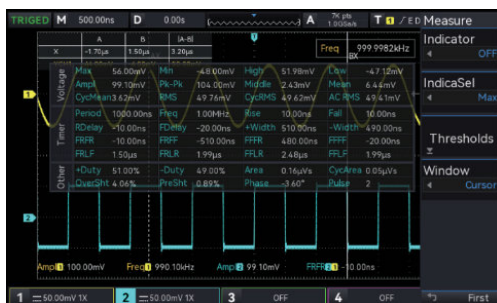 TRIGED M 500.00ns D 0.00s A 7K pts 1.0GSa/s T 1 ED Measure
Indicator
OFF
A B |A-B|
X -1.70µs 1.50µs 3.20µs
Freq 999.9982kHz
BX
Voltage
Max 56.00mV Min -48.00mV High 51.98mV Low -47.12mV
Ampl 99.10mV Pk-Pk 104.00mV Middle 2.43mV Mean 6.44mV
CycMean 3.62mV RMS 49.76mV CycRMS 49.62mV AC RMS 49.41mV
IndicaSel
Max
Timer
Period 1000.00ns Freq 1.00MHz Rise 10.00ns Fall 10.00ns
RDelay -10.00ns FDelay -20.00ns +Width 510.00ns -Width 490.00ns
FRFR -10.00ns FRFF -510.00ns FFFR 480.00ns FFFF -20.00ns
FRLF 1.50µs FRLR 1.99µs FFLR 2.48µs FFLF 1.99µs
Thresholds
Other
+Duty 51.00% -Duty 49.00% Area 0.16µVs CycArea 0.05µVs
OverSht 4.06% PreSht 0.89% Phase -3.60° Pulse 2
Window
Cursor
1
2
Ampl 1 100.00mV Freq 1 990.10kHz Ampl 2 99.10mV FRFR 1 2 -10.00ns
1 50.00mV 1X 2 50.00mV 1X 3 OFF 4 OFF First